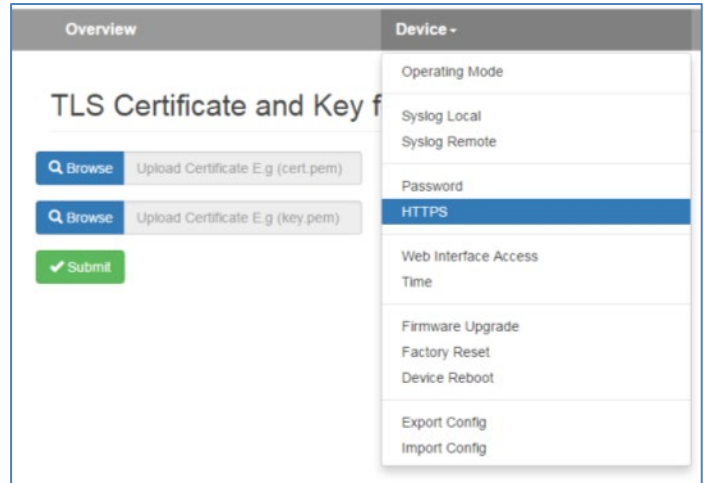 Overview
Device
TLS Certificate and Key f
Browse Upload Certificate E.g (cert.pem)
Browse Upload Certificate E.g (key.pem)
Submit
Operating Mode
Syslog Local
Syslog Remote
Password
HTTPS
Web Interface Access
Time
Firmware Upgrade
Factory Reset
Device Reboot
Export Config
Import Config